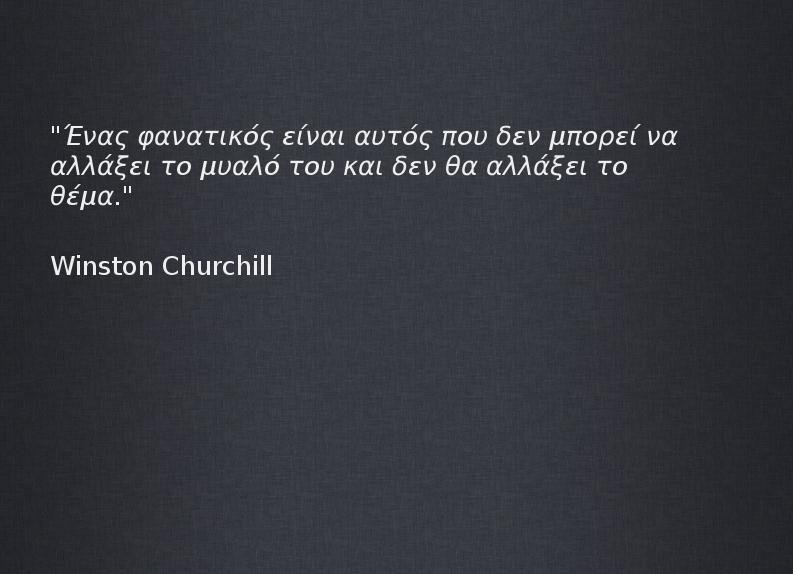 "Ένας φανατικός είναι αυτός που δεν μπορεί να
αλλάξει το μυαλό του και δεν θα αλλάξει το
θέμα."
Winston Churchill